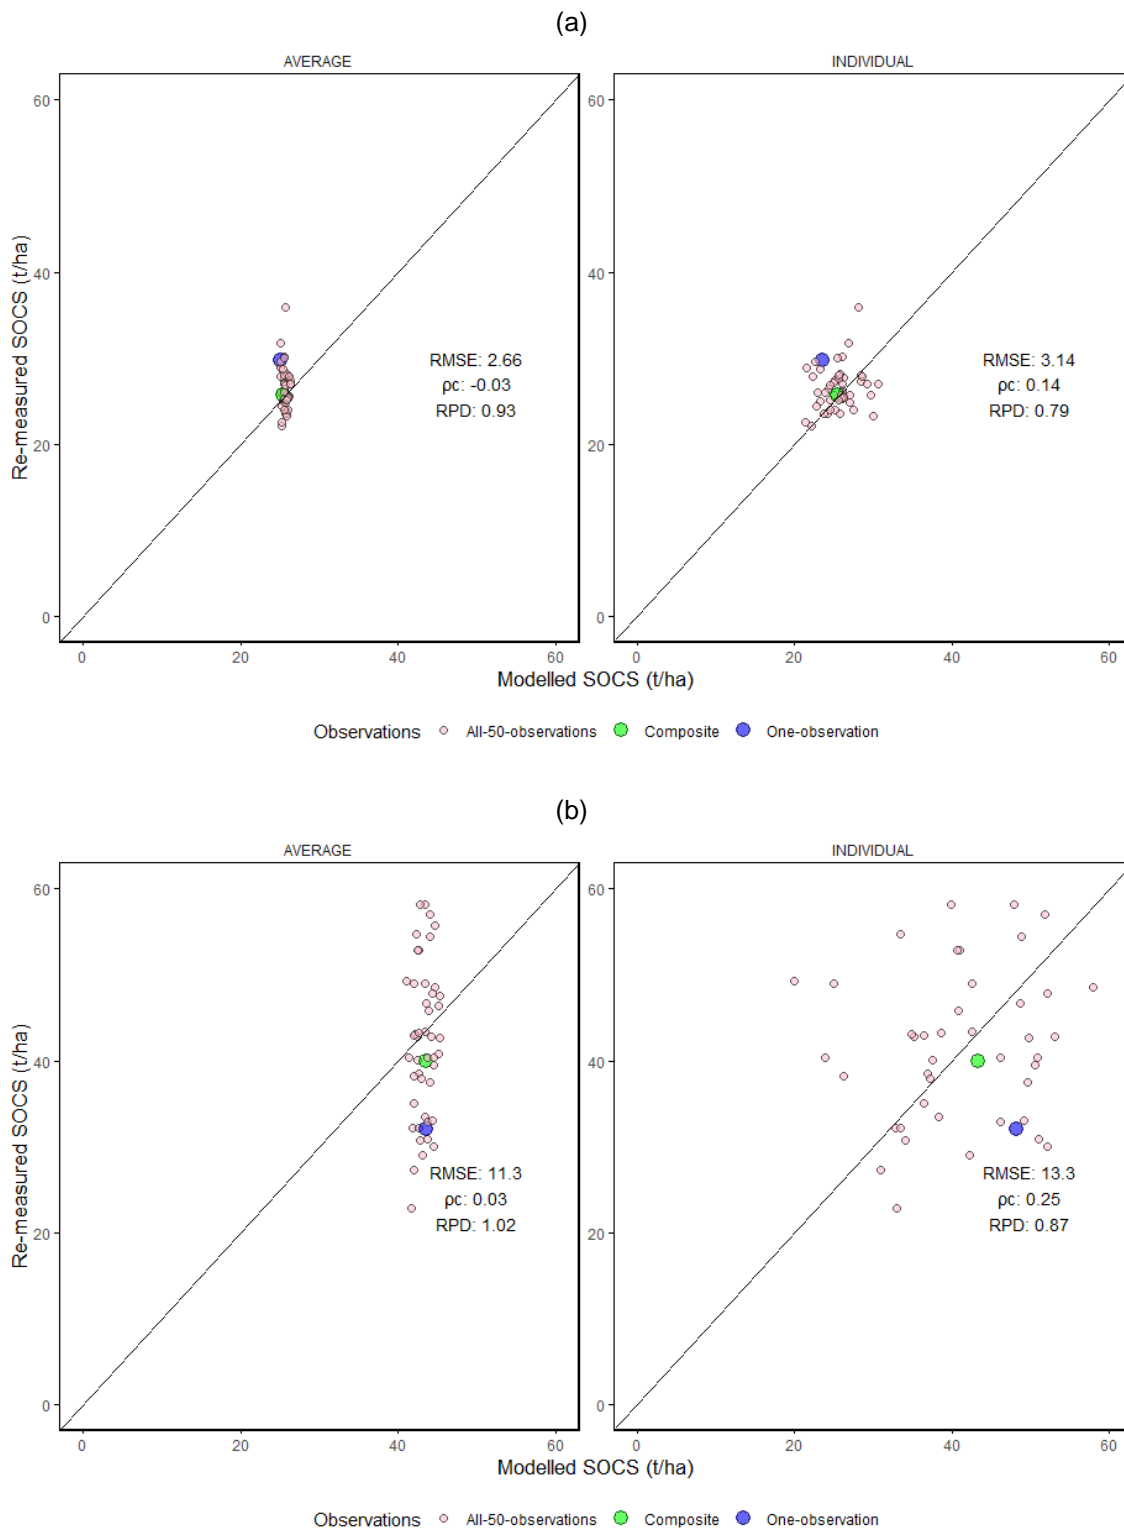 (a)
AVERAGE
INDIVIDUAL
60
40
20
0
RMSE: 2.66
ρc: -0.03
RPD: 0.93
RMSE: 3.14
ρc: 0.14
RPD: 0.79
60
40
20
0
Re-measured SOCS (t/ha)
0 20 40 60
0 20 40 60
Modelled SOCS (t/ha)
Observations All-50-observations Composite One-observation
(b)
AVERAGE
INDIVIDUAL
60
40
20
0
RMSE: 11.3
ρc: 0.03
RPD: 1.02
RMSE: 13.3
ρc: 0.25
RPD: 0.87
60
40
20
0
Re-measured SOCS (t/ha)
0 20 40 60
0 20 40 60
Modelled SOCS (t/ha)
Observations All-50-observations Composite One-observation